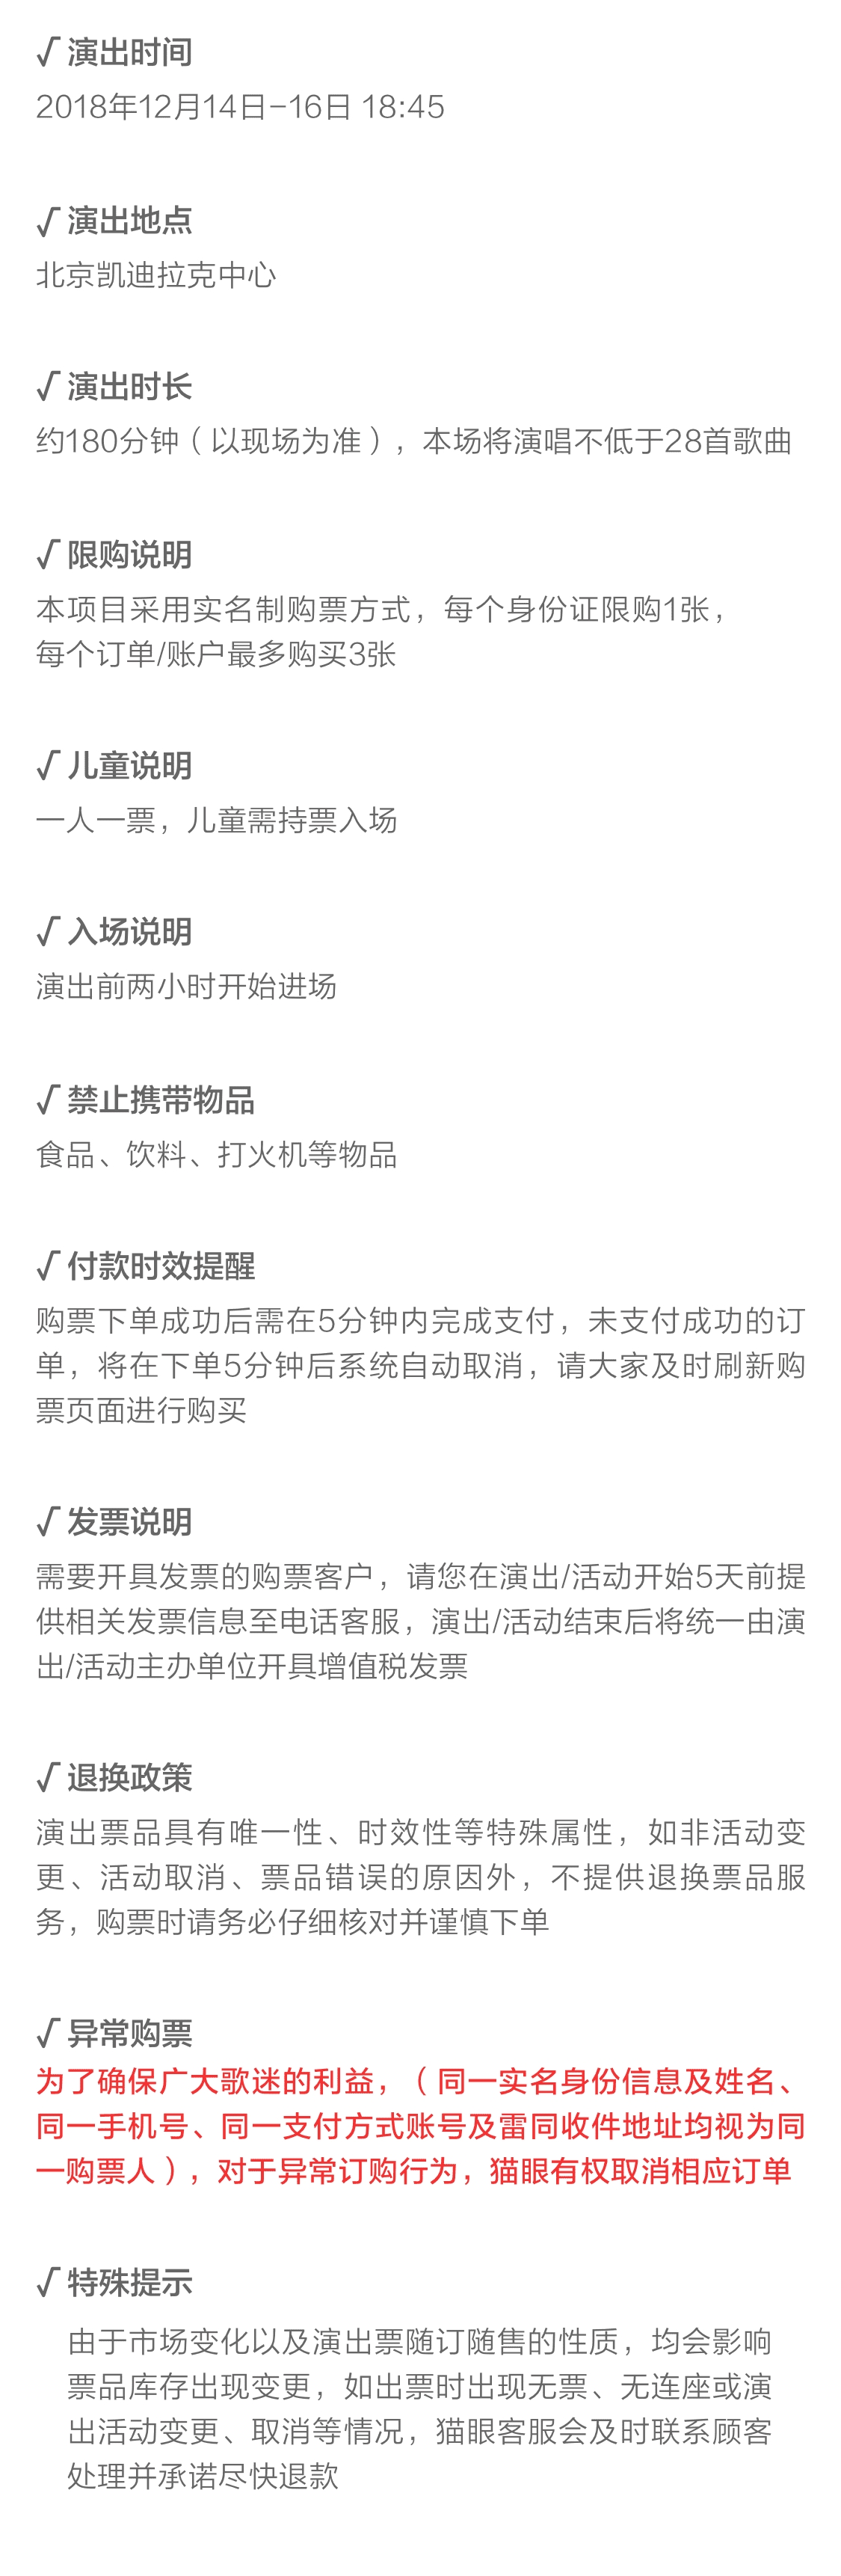 √ 演出时间
2018年12月14日-16日 18:45
√ 演出地点
北京凯迪拉克中心
√ 演出时长
约180分钟（以现场为准），本场将演唱不低于28首歌曲
√ 限购说明
本项目采用实名制购票方式，每个身份证限购1张，
每个订单/账户最多购买3张
√ 儿童说明
一人一票，儿童需持票入场
√ 入场说明
演出前两小时开始进场
√ 禁止携带物品
食品、饮料、打火机等物品
√ 付款时效提醒
购票下单成功后需在5分钟内完成支付，未支付成功的订
单，将在下单5分钟后系统自动取消，请大家及时刷新购
票页面进行购买
√ 发票说明
需要开具发票的购票客户，请您在演出/活动开始5天前提
供相关发票信息至电话客服，演出/活动结束后将统一由演
出/活动主办单位开具增值税发票
√ 退换政策
演出票品具有唯一性、时效性等特殊属性，如非活动变
更、活动取消、票品错误的原因外，不提供退换票品服
务，购票时请务必仔细核对并谨慎下单
√ 异常购票
为了确保广大歌迷的利益，（同一实名身份信息及姓名、
同一手机号、同一支付方式账号及雷同收件地址均视为同
一购票人），对于异常订购行为，猫眼有权取消相应订单
√ 特殊提示
由于市场变化以及演出票随订随售的性质，均会影响
票品库存出现变更，如出票时出现无票、无连座或演
出活动变更、取消等情况，猫眼客服会及时联系顾客
处理并承诺尽快退款